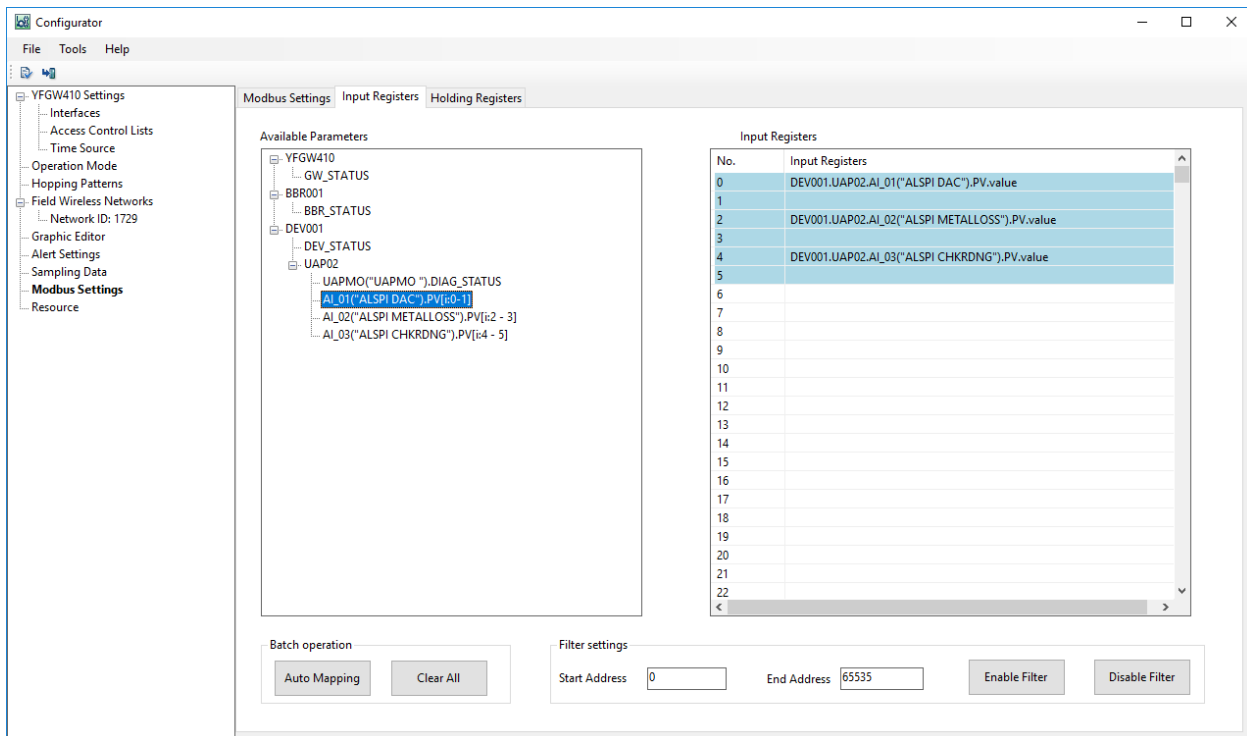 Configurator
File Tools Help
YFGW410 Settings
Interfaces
Access Control Lists
Time Source
Operation Mode
Hopping Patterns
Field Wireless Networks
Network ID: 1729
Graphic Editor
Alert Settings
Sampling Data
Modbus Settings
Resource
Modbus Settings Input Registers Holding Registers
Available Parameters
YFGW410
GW_STATUS
BBR001
BBR_STATUS
DEV001
DEV_STATUS
UAP02
UAPMO("UAPMO ").DIAG_STATUS
AI_01("ALSPI DAC").PV[i:0-1]
AI_02("ALSPI METALLOSS").PV[i:2 - 3]
AI_03("ALSPI CHKRDNG").PV[i:4 - 5]
Input Registers
No. Input Registers
0 DEV001.UAP02.AI_01("ALSPI DAC").PV.value
1
2 DEV001.UAP02.AI_02("ALSPI METALLOSS").PV.value
3
4 DEV001.UAP02.AI_03("ALSPI CHKRDNG").PV.value
5
6
7
8
9
10
11
12
13
14
15
16
17
18
19
20
21
22
Batch operation
Auto Mapping Clear All
Filter settings
Start Address 0 End Address 65535 Enable Filter Disable Filter